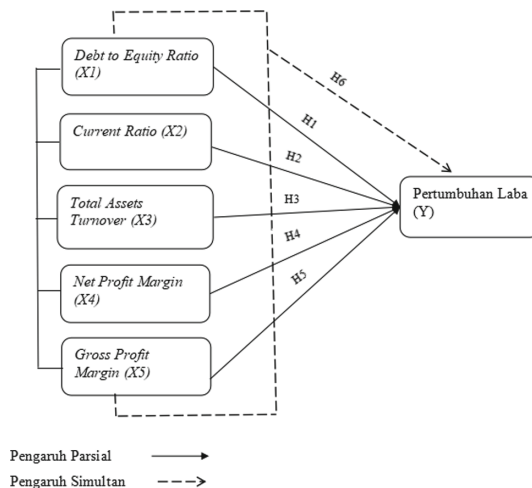 Debt to Equity Ratio
(X1)
H6
H1
Current Ratio (X2)
H2
Pertumbuhan Laba
(Y)
Total Assets
Turnover (X3)
H3
H4
Net Profit Margin
(X4)
H5
Gross Profit
Margin (X5)
Pengaruh Parsial
Pengaruh Simultan